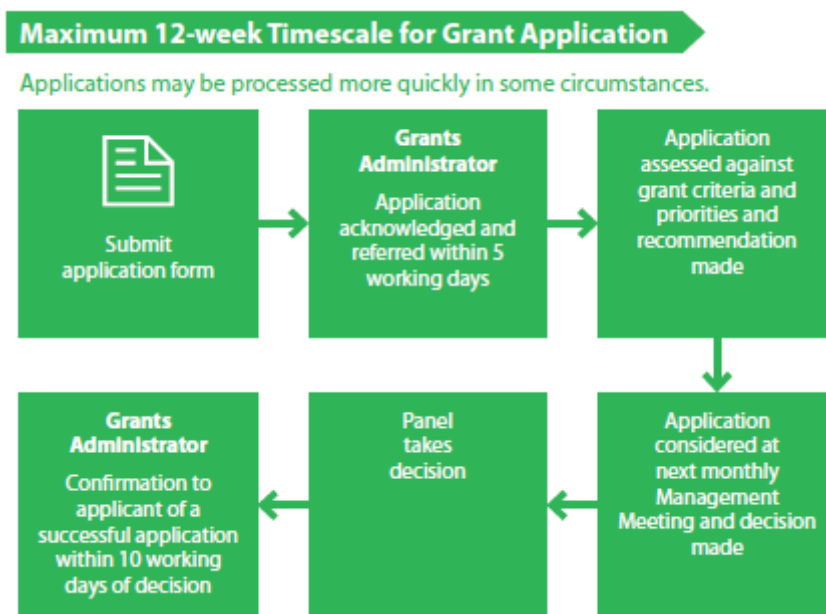 Maximum 12-week Timescale for Grant Application
Applications may be processed more quickly in some circumstances.
Submit
application form
Grants
Administrator
Application
acknowledged and
referred within 5
working days
Application
assessed against
grant criteria and
priorities and
recommendation
made
Application
considered at
next monthly
Management
Meeting and decision
made
Panel
takes
decision
Grants
Administrator
Confirmation to
applicant of a
successful application
within 10 working
days of decision